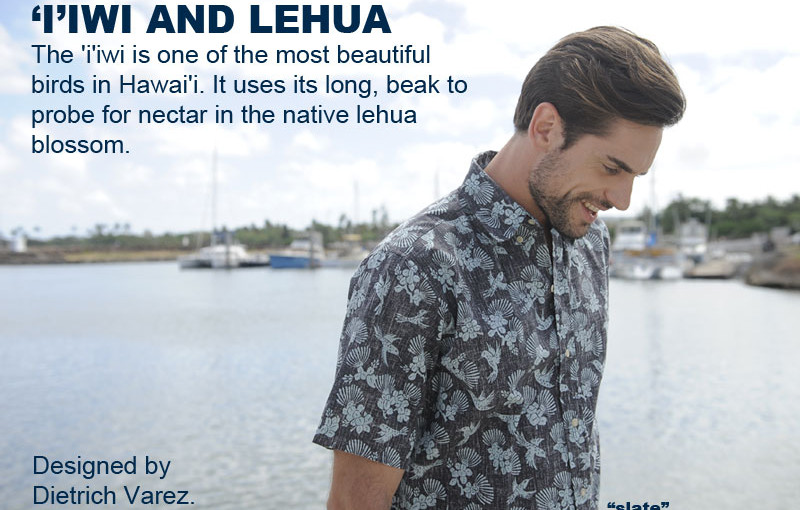 ‘I’IWI AND LEHUA
The 'i'iwi is one of the most beautiful
birds in Hawai'i. It uses its long, beak to
probe for nectar in the native lehua
blossom.
Designed by
Dietrich Varez.
“slate”